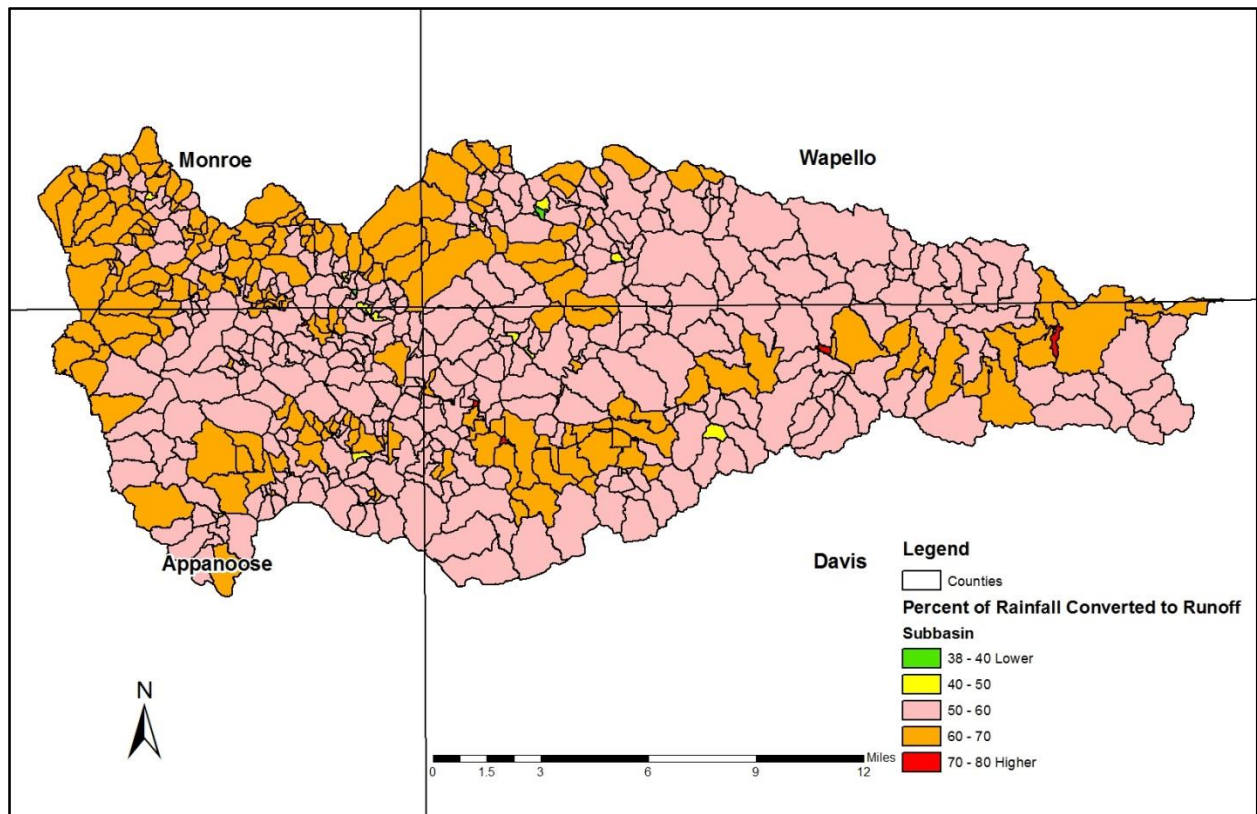 Monroe
Wapello
Appanoose
Davis
Legend
Counties
Percent of Rainfall Converted to Runoff
Subbasin
38 - 40 Lower
40 - 50
50 - 60
60 - 70
70 - 80 Higher
N
Miles
0 1.5 3 6 9 12